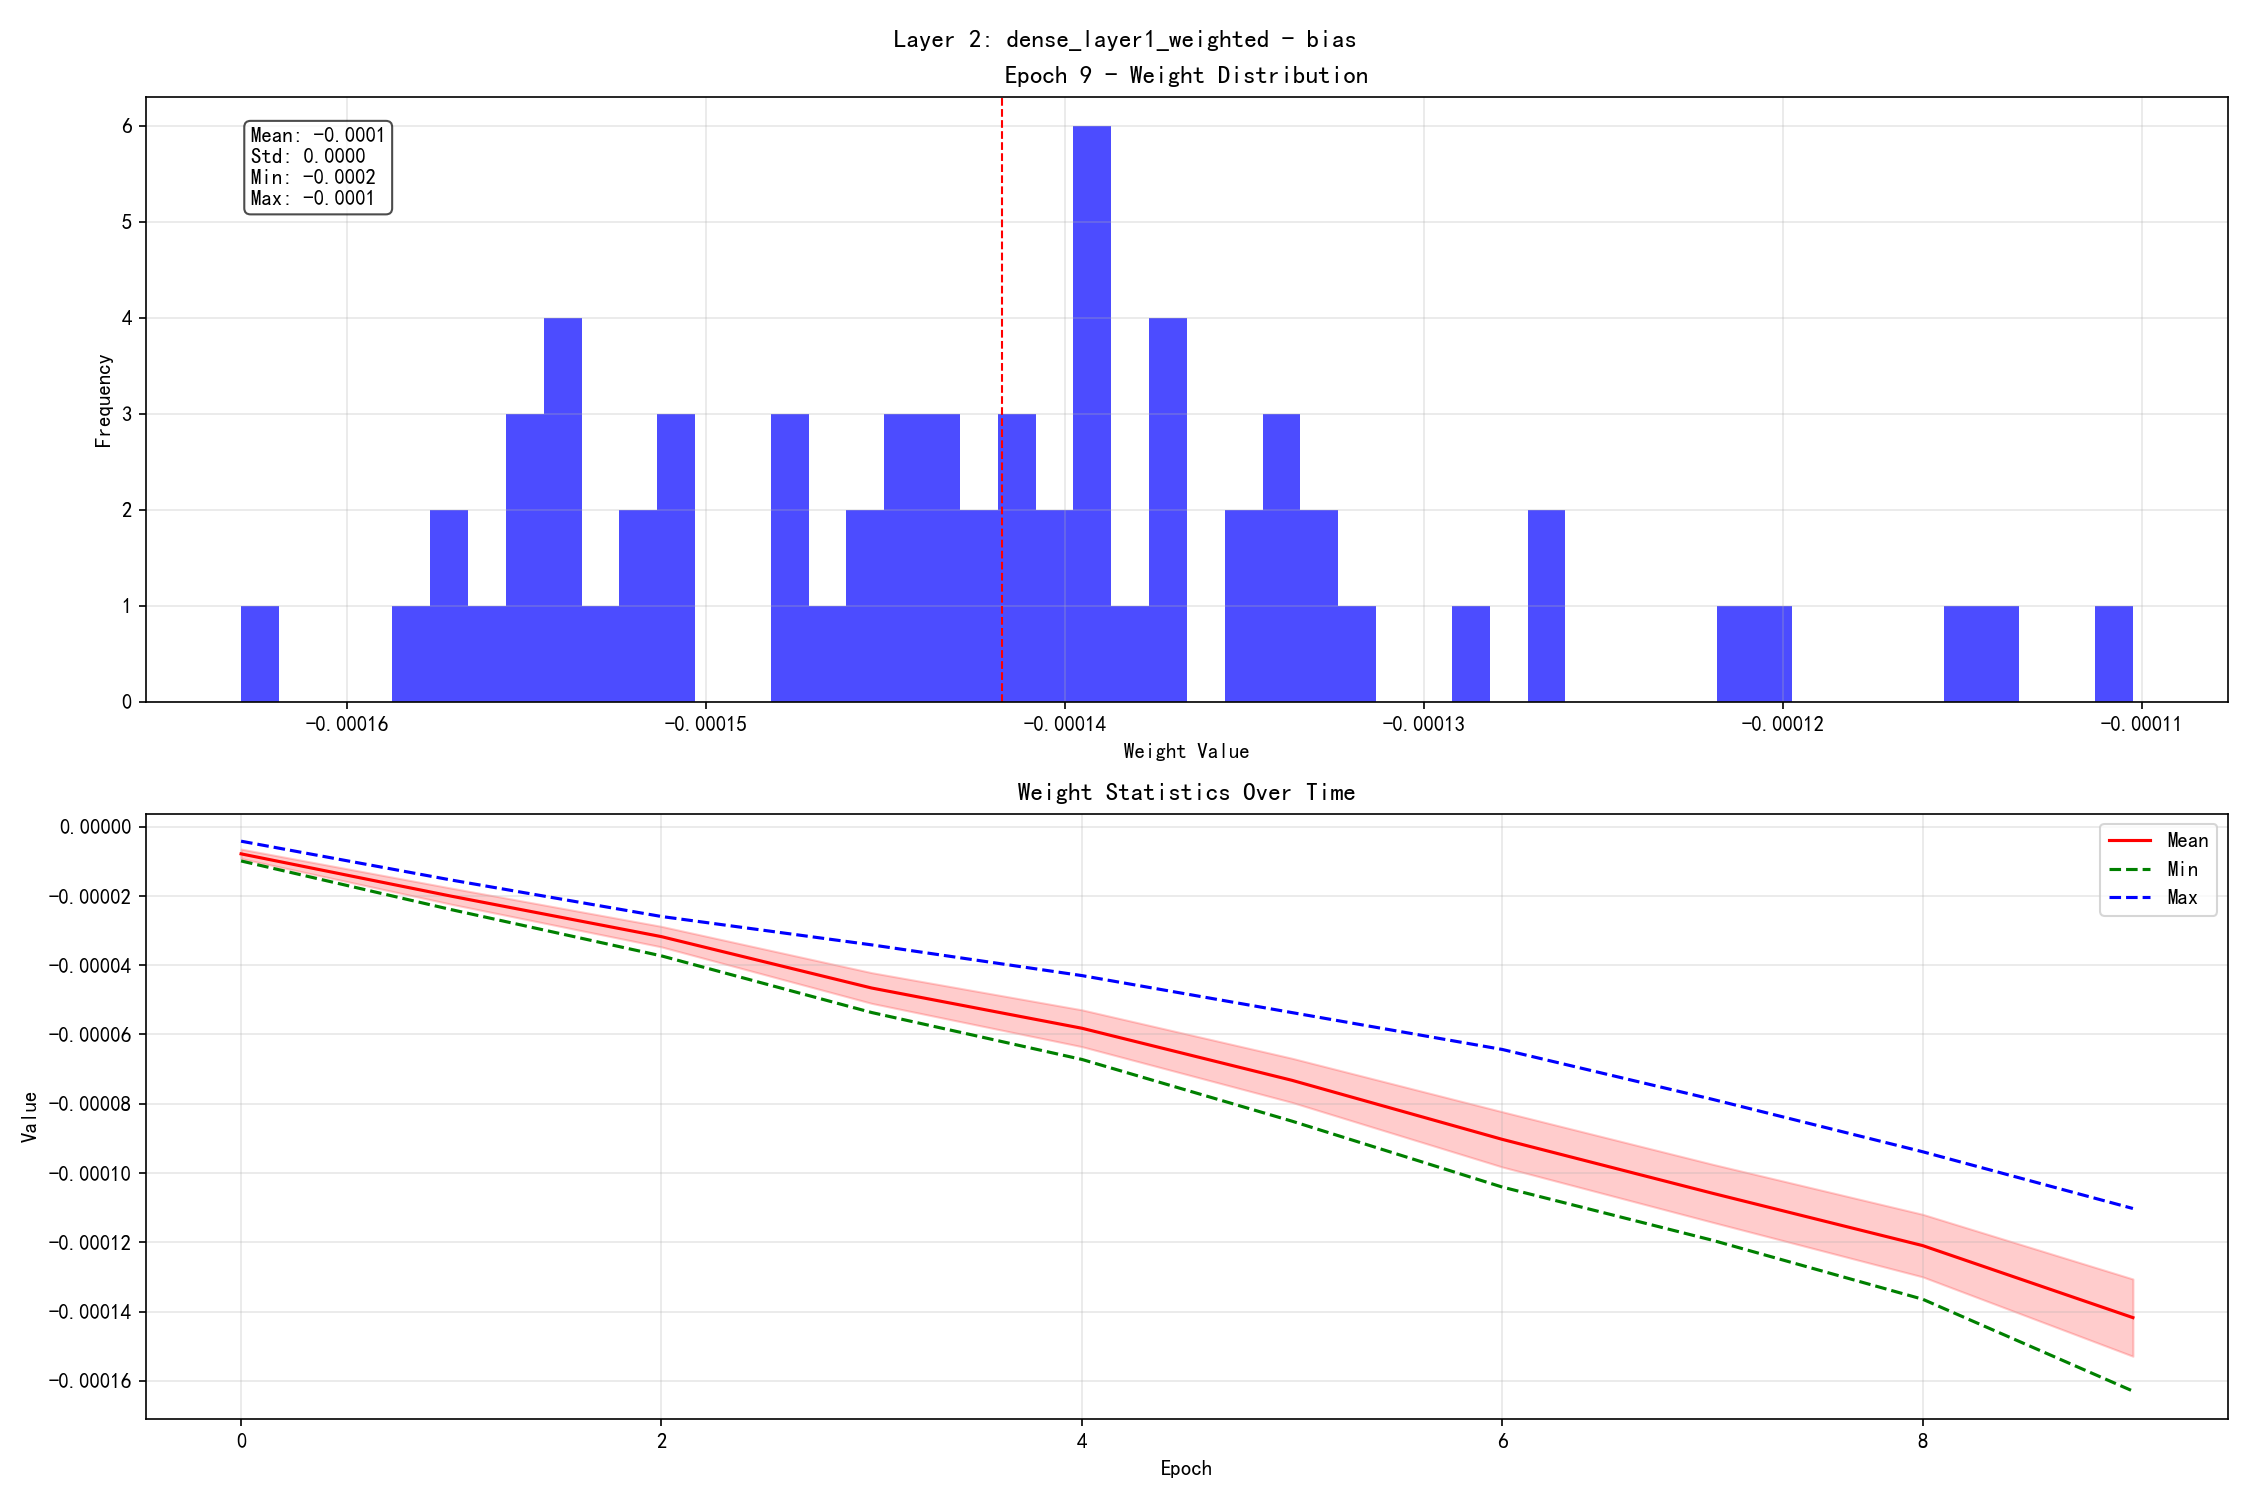 Layer 2: dense_layer1_weighted - bias
Epoch 9 - Weight Distribution
Mean: -0.0001
Std: 0.0000
Min: -0.0002
Max: -0.0001
Frequency
6
5
4
3
2
1
0
-0.00016 -0.00015 -0.00014 -0.00013 -0.00012 -0.00011
Weight Value
Weight Statistics Over Time
Mean
Min
Max
Value
0.00000
-0.00002
-0.00004
-0.00006
-0.00008
-0.00010
-0.00012
-0.00014
-0.00016
0 2 4 6 8
Epoch